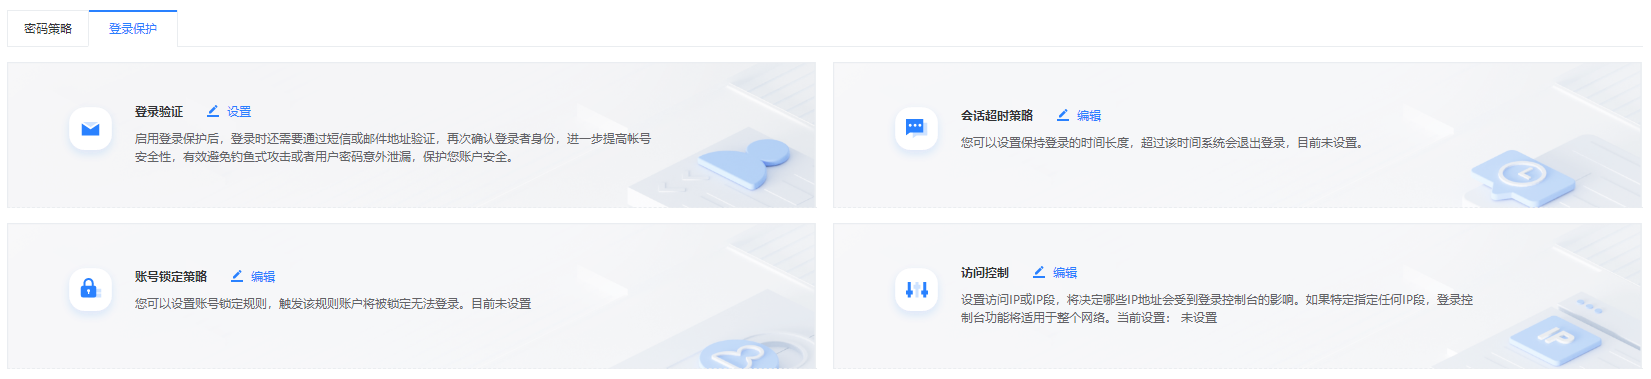 密码策略
登录保护
登录验证 设置
启用登录保护后，登录时还需要通过短信或邮件地址验证，再次确认登录者身份，进一步提高帐号
安全性，有效避免钓鱼式攻击或者用户密码意外泄漏，保护您账户安全。
会话超时策略 编辑
您可以设置保持登录的时间长度，超过该时间系统会退出登录，目前未设置。
账号锁定策略 编辑
您可以设置账号锁定规则，触发该规则账户将被锁定无法登录。目前未设置
访问控制 编辑
设置访问IP或IP段，将决定哪些IP地址会受到登录控制台的影响。如果特定指定任何IP段，登录控
制台功能将适用于整个网络。当前设置： 未设置
IP